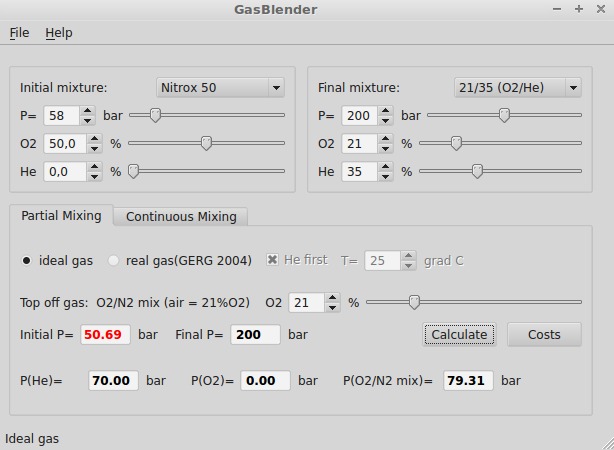 GasBlender
File Help
Initial mixture: Nitrox 50
P= 58 bar
O2 50,0 %
He 0,0 %
Final mixture: 21/35 (O2/He)
P= 200 bar
O2 21 %
He 35 %
Partial Mixing Continuous Mixing
ideal gas real gas(GERG 2004) He first T= 25 grad C
Top off gas: O2/N2 mix (air = 21%O2) O2 21 %
Initial P= 50.69 bar Final P= 200 bar Calculate Costs
P(He)= 70.00 bar P(O2)= 0.00 bar P(O2/N2 mix)= 79.31 bar
Ideal gas